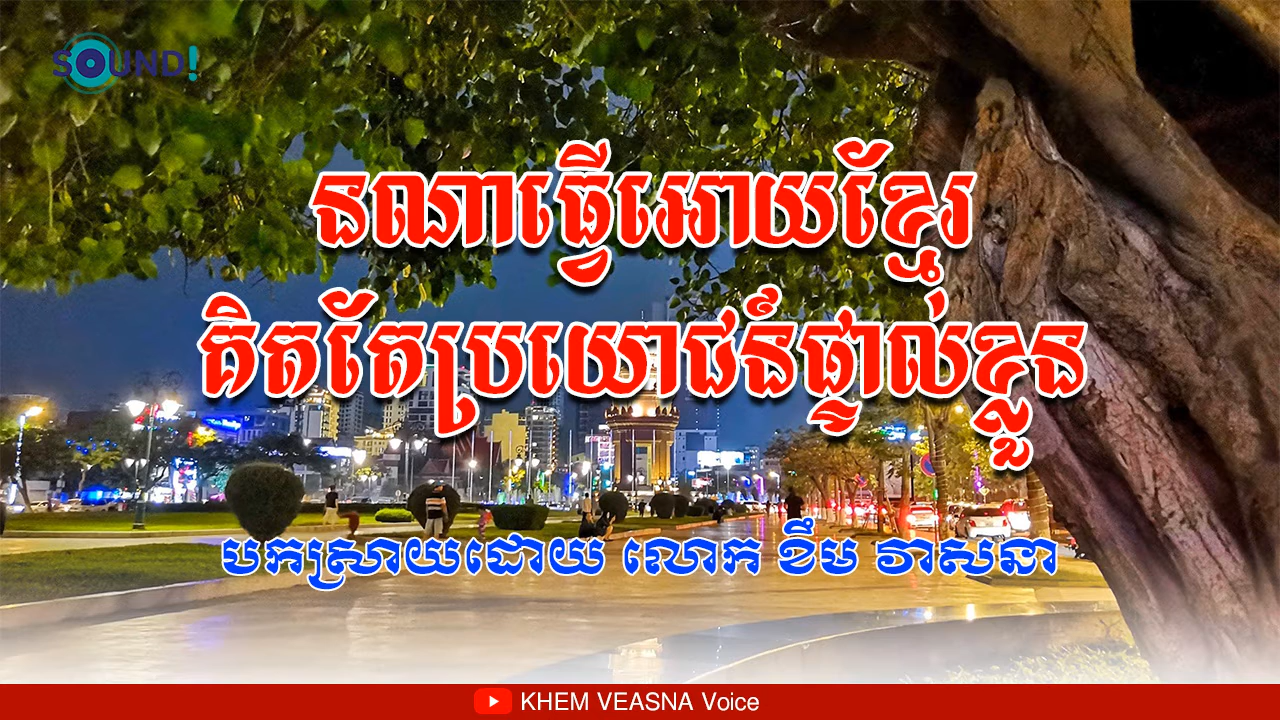 SOUND!
នណាធ្វើអោយខ្មែរ
គិតតែប្រយោជន៍ផ្ទាល់ខ្លួន
បកស្រាយដោយ លោក ខឹម វាសនា
KHEM VEASNA Voice